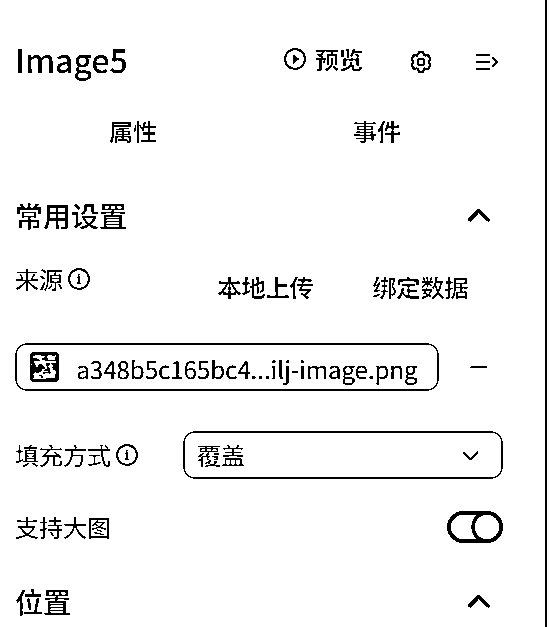 Image5 预览
属性 事件
常用设置
来源 本地上传 绑定数据
a348b5c165bc4...ilj-image.png
填充方式 覆盖
支持大图
位置